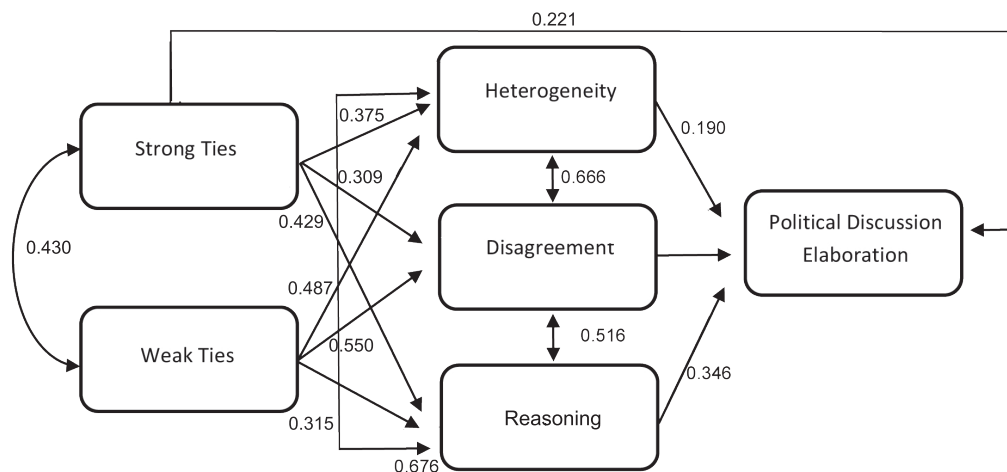 0.221
Heterogeneity
0.375
0.190
Strong Ties
0.309
0.666
0.429
Political Discussion
Elaboration
0.430
Disagreement
0.487
0.550
0.516
Weak Ties
0.346
0.315
Reasoning
0.676